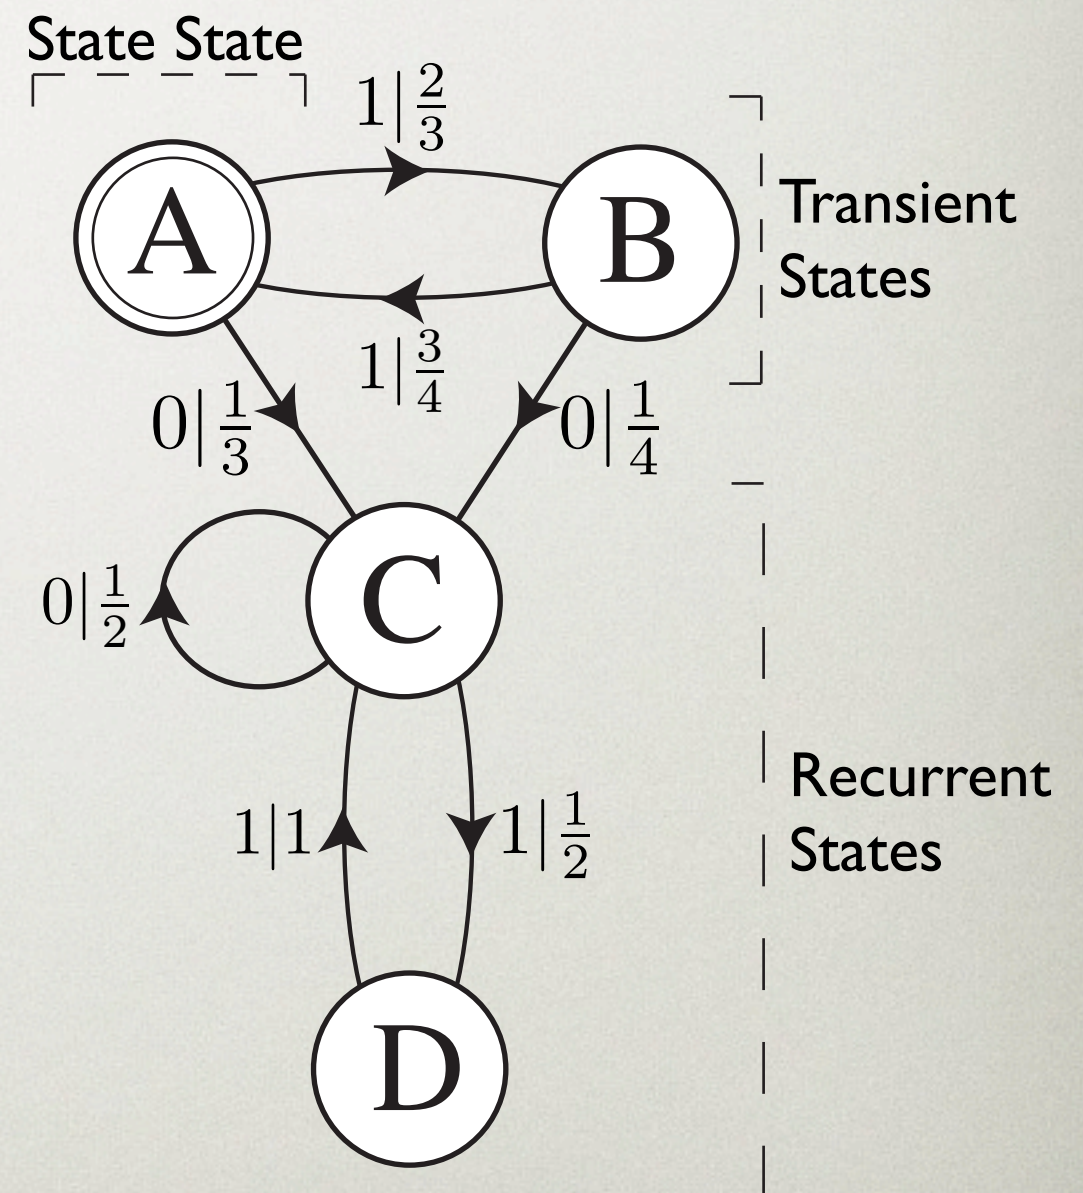 State State
1|2/3
A
B
Transient
States
1|3/4
0|1/3
0|1/4
C
0|1/2
Recurrent
States
1|1
1|1/2
D